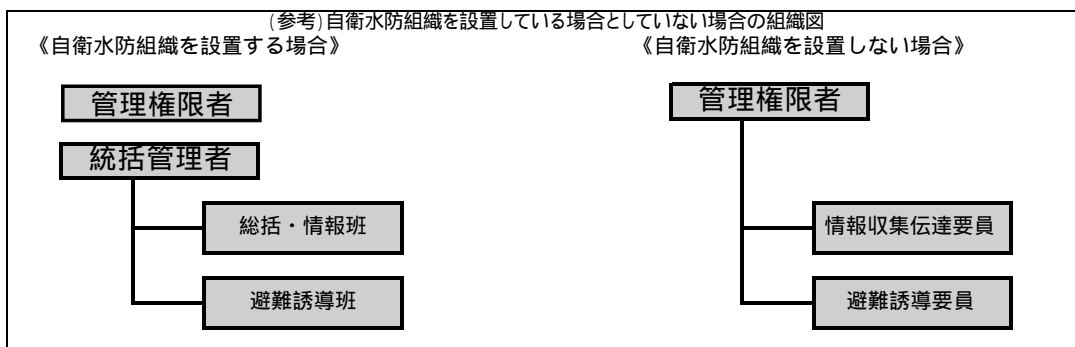 (参考)自衛水防組織を設置している場合としていない場合の組織図
《自衛水防組織を設置する場合》
管理権限者
統括管理者
総括・情報班
避難誘導班
《自衛水防組織を設置しない場合》
管理権限者
情報収集伝達要員
避難誘導要員